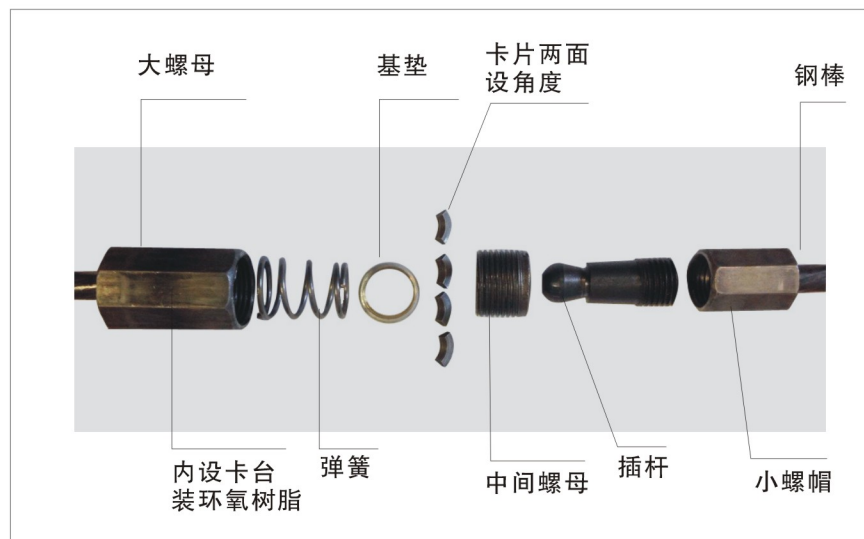 大螺母
基垫
卡片两面
设角度
钢棒
内设卡台
装环氧树脂
弹簧
中间螺母
插杆
小螺帽